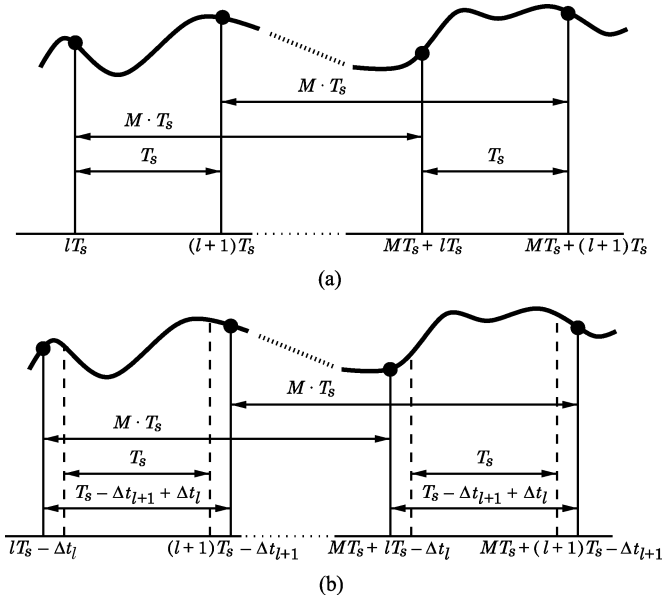 M · Tₛ
M · Tₛ
Tₛ Tₛ
lTₛ (l+1)Tₛ MTₛ+ lTₛ MTₛ+(l+1)Tₛ
(a)
M · Tₛ
M · Tₛ
Tₛ Tₛ
Tₛ − Δtₗ₊₁ + Δtₗ Tₛ − Δtₗ₊₁ + Δtₗ
lTₛ − Δtₗ (l+1)Tₛ − Δtₗ₊₁ MTₛ+ lTₛ−Δtₗ MTₛ+(l+1)Tₛ−Δtₗ₊₁
(b)